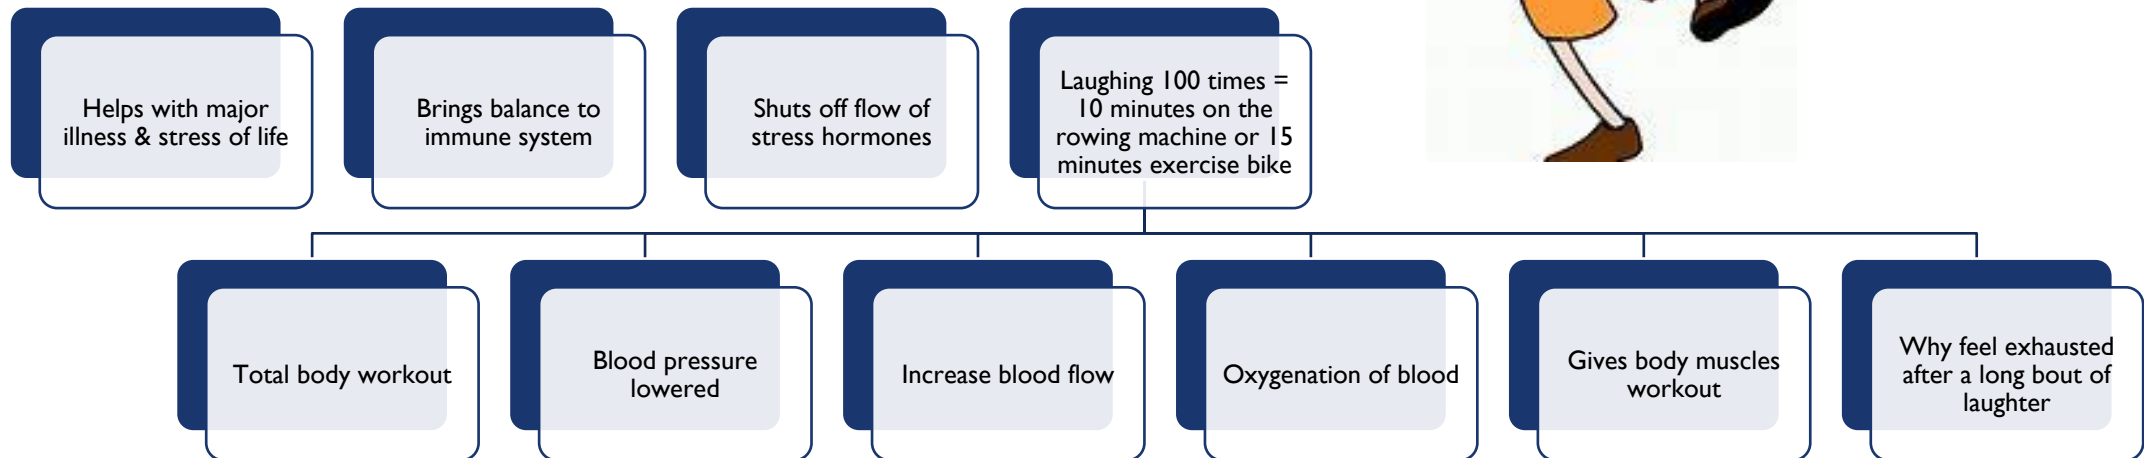 Helps with major
illness & stress of life
Brings balance to
immune system
Shuts off flow of
stress hormones
Laughing 100 times =
10 minutes on the
rowing machine or 15
minutes exercise bike
Total body workout
Blood pressure
lowered
Increase blood flow
Oxygenation of blood
Gives body muscles
workout
Why feel exhausted
after a long bout of
laughter